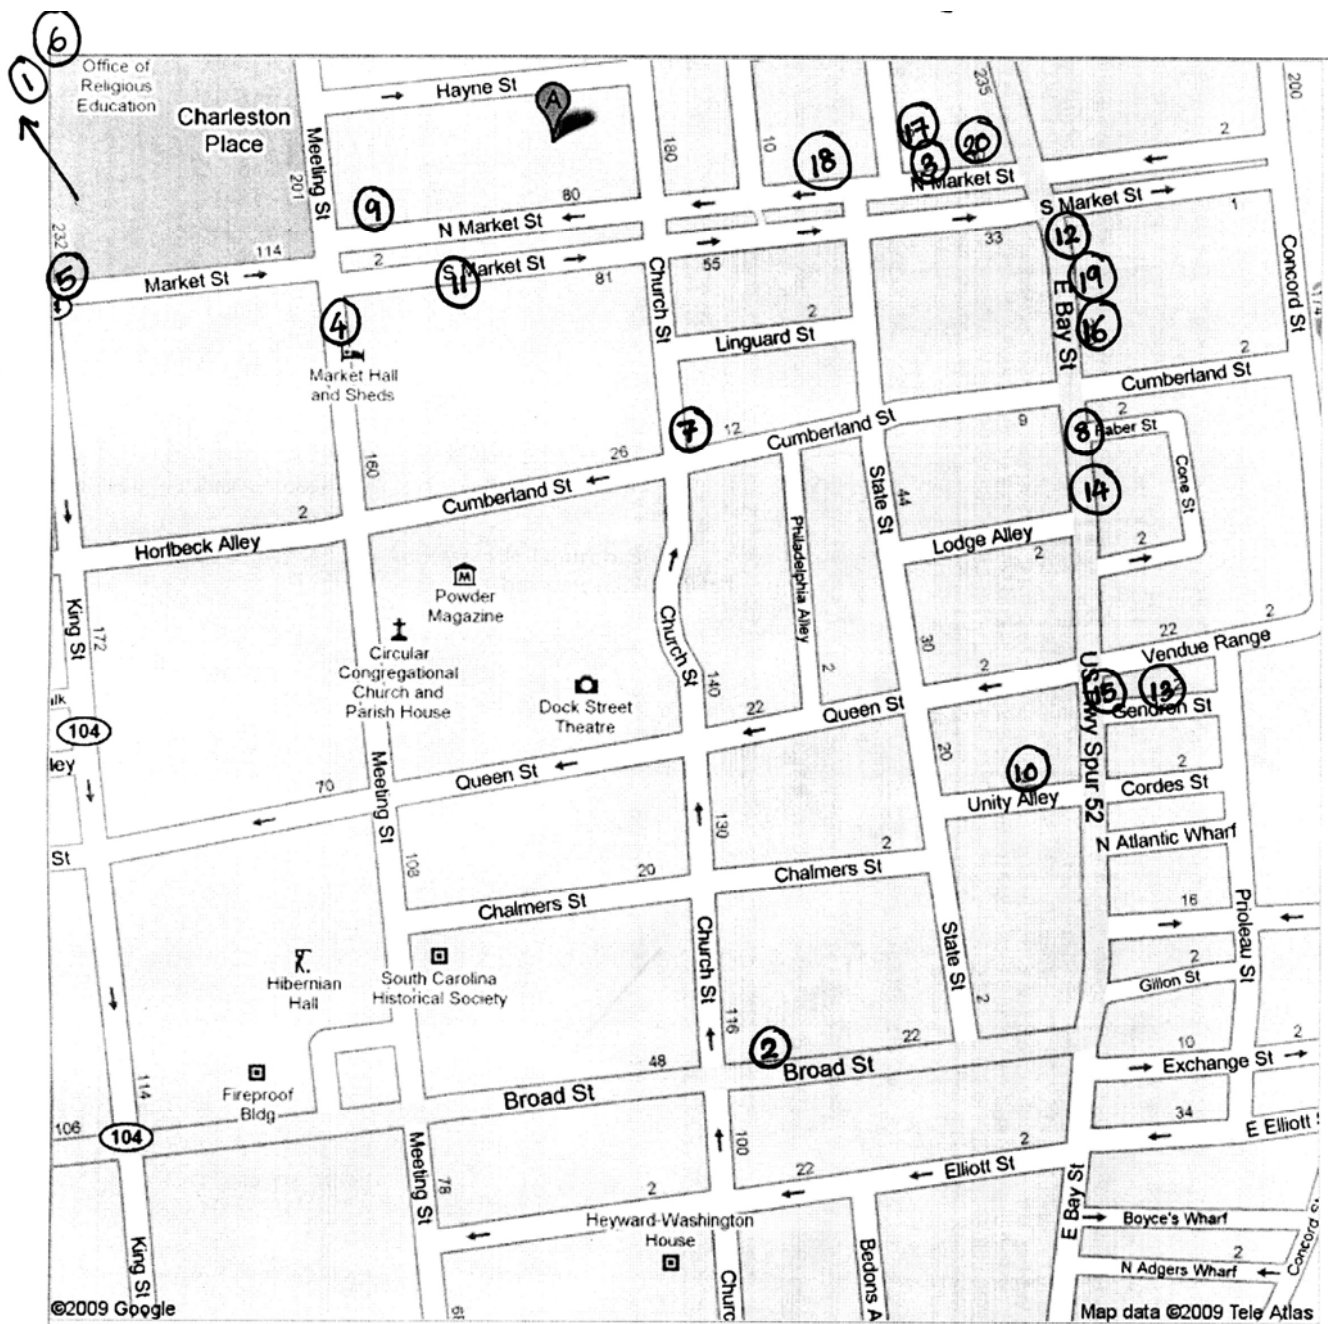 6
1
Office of
Religious
Education
Charleston
Place
Hayne St
A
Meeting St
201
180
10
235
200
17
3
20
18
2
N Market St
9
80
N Market St
S Market St
1
232
5
114
Market St
2
S Market St
11
81
55
33
12
Church St
19
E Bay St
16
Concord St
4
Market Hall
and Sheds
2
Linguard St
2
Cumberland St
7
12
Cumberland St
9
8
2
Faber St
160
26
Cumberland St
14
Cone St
State St
44
2
Horlbeck Alley
Philadelphia Alley
Lodge Alley
2
2
Powder
Magazine
King St
172
Church St
Circular
Congregational
Church and
Parish House
Dock Street
Theatre
140
2
30
2
22
2
Vendue Range
US Hwy Spur 52
15
13
2
Gendron St
alk
104
ley
22
Queen St
20
10
Unity Alley
2
Cordes St
N Atlantic Wharf
Meeting St
70
Queen St
130
St
108
20
Chalmers St
2
Chalmers St
16
Prioleau St
Church St
State St
2
Gillon St
2
Hibernian
Hall
South Carolina
Historical Society
116
2
22
Broad St
48
Broad St
10
Exchange St
2
Fireproof
Bldg
114
106
104
100
34
E Elliott S
2
Elliott St
22
2
Meeting St
78
E Bay St
Boyce's Wharf
2
N Adgers Wharf
Concord St
Heyward-Washington
House
King St
Churc
Bedons A
©2009 Google
Map data ©2009 Tele Atlas